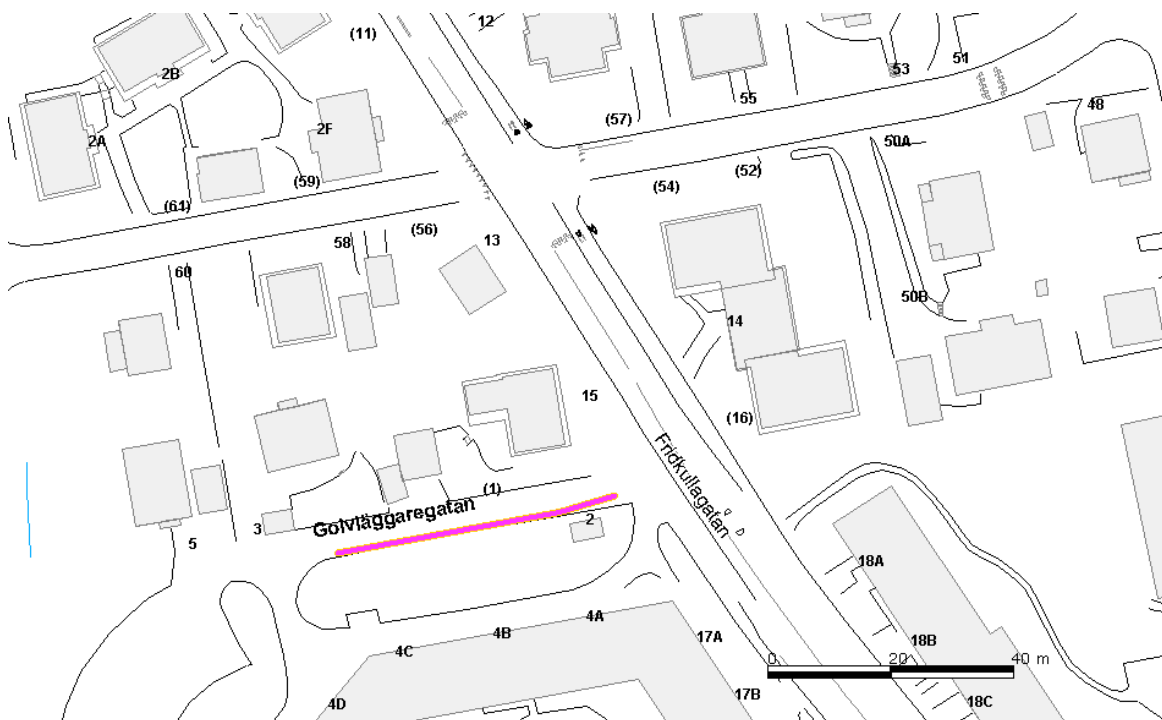 12
(11)
51
2B
53
55
48
(57)
2F
2A
50A
(52)
(59)
(54)
(61)
(56)
13
58
60
50B
14
15
(16)
Fridkullagatan
(1)
Golvläggaregatan
2
3
5
18A
4A
4B
17A
18B
4C
0 20 40 m
17B
18C
4D